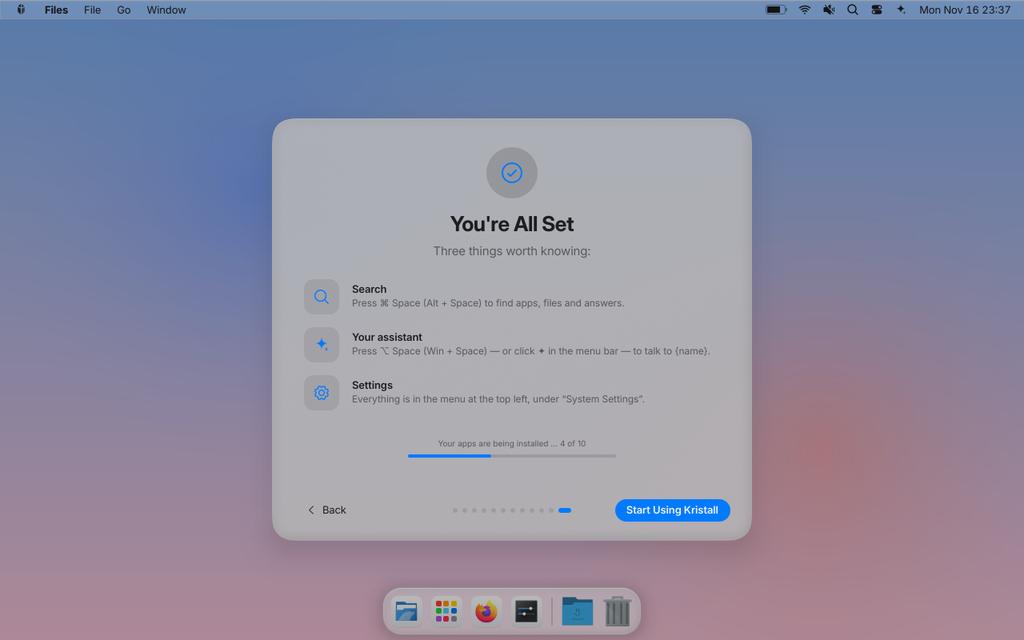 Files File Go Window Mon Nov 16 23:37
You're All Set
Three things worth knowing:
Search
Press ⌘ Space (Alt + Space) to find apps, files and answers.
Your assistant
Press ⌥ Space (Win + Space) — or click ✦ in the menu bar — to talk to {name}.
Settings
Everything is in the menu at the top left, under “System Settings”.
Your apps are being installed ... 4 of 10
Back Start Using Kristall